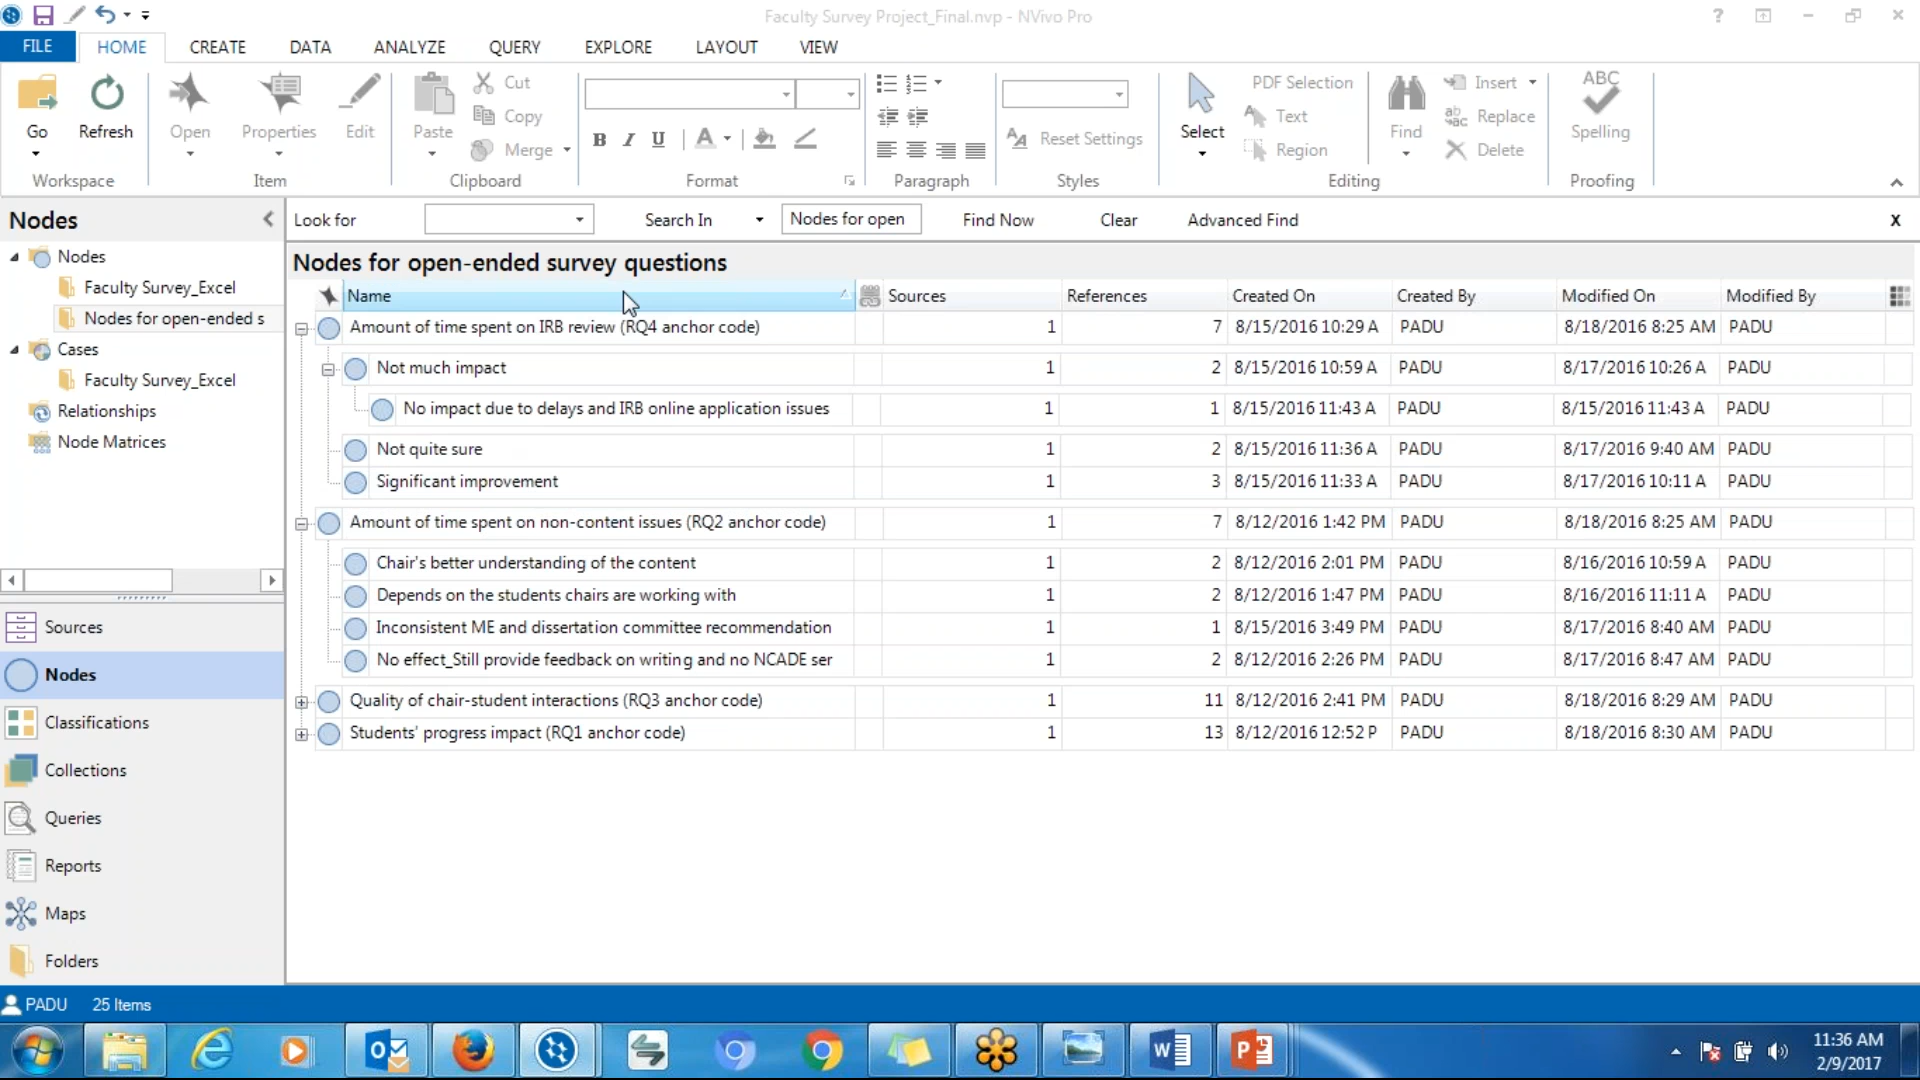 Faculty Survey Project_Final.nvp - NVivo Pro
?
FILE HOME CREATE DATA ANALYZE QUERY EXPLORE LAYOUT VIEW
Go Refresh Open Properties Edit Paste Cut Copy Merge
B I U A
Reset Settings
Select PDF Selection Text Region Find Insert Replace Delete
ABC Spelling
Workspace Item Clipboard Format Paragraph Styles Editing Proofing
Nodes
Look for Search In Nodes for open Find Now Clear Advanced Find X
Nodes
Faculty Survey_Excel
Nodes for open-ended s
Cases
Faculty Survey_Excel
Relationships
Node Matrices
Sources
Nodes
Classifications
Collections
Queries
Reports
Maps
Folders
Nodes for open-ended survey questions
Name Sources References Created On Created By Modified On Modified By
Amount of time spent on IRB review (RQ4 anchor code) 1 7 8/15/2016 10:29 A PADU 8/18/2016 8:25 AM PADU
Not much impact 1 2 8/15/2016 10:59 A PADU 8/17/2016 10:26 A PADU
No impact due to delays and IRB online application issues 1 1 8/15/2016 11:43 A PADU 8/15/2016 11:43 A PADU
Not quite sure 1 2 8/15/2016 11:36 A PADU 8/17/2016 9:40 AM PADU
Significant improvement 1 3 8/15/2016 11:33 A PADU 8/17/2016 10:11 A PADU
Amount of time spent on non-content issues (RQ2 anchor code) 1 7 8/12/2016 1:42 PM PADU 8/18/2016 8:25 AM PADU
Chair's better understanding of the content 1 2 8/12/2016 2:01 PM PADU 8/16/2016 10:59 A PADU
Depends on the students chairs are working with 1 2 8/12/2016 1:47 PM PADU 8/16/2016 11:11 A PADU
Inconsistent ME and dissertation committee recommendation 1 1 8/15/2016 3:49 PM PADU 8/17/2016 8:40 AM PADU
No effect_Still provide feedback on writing and no NCADE ser 1 2 8/12/2016 2:26 PM PADU 8/17/2016 8:47 AM PADU
Quality of chair-student interactions (RQ3 anchor code) 1 11 8/12/2016 2:41 PM PADU 8/18/2016 8:29 AM PADU
Students' progress impact (RQ1 anchor code) 1 13 8/12/2016 12:52 P PADU 8/18/2016 8:30 AM PADU
PADU 25 Items
11:36 AM
2/9/2017